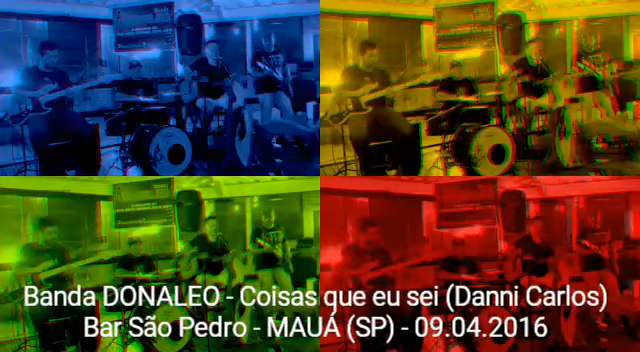 Banda DONALEO - Coisas que eu sei (Danni Carlos)
Bar São Pedro - MAUÁ (SP) - 09.04.2016